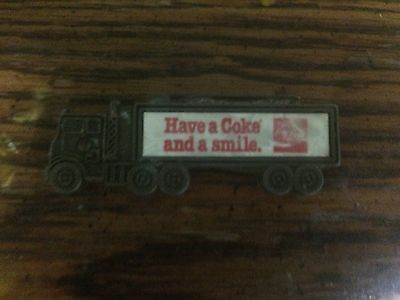 Have a Coke
and a smile.